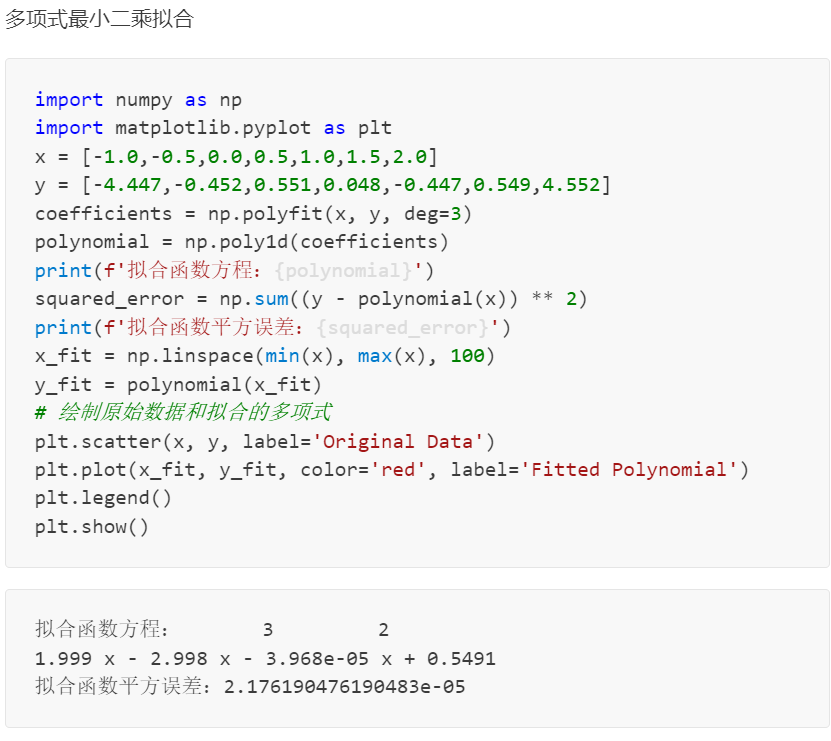 多项式最小二乘拟合
import numpy as np
import matplotlib.pyplot as plt
x = [-1.0,-0.5,0.0,0.5,1.0,1.5,2.0]
y = [-4.447,-0.452,0.551,0.048,-0.447,0.549,4.552]
coefficients = np.polyfit(x, y, deg=3)
polynomial = np.poly1d(coefficients)
print(f'拟合函数方程：{polynomial}')
squared_error = np.sum((y - polynomial(x)) ** 2)
print(f'拟合函数平方误差：{squared_error}')
x_fit = np.linspace(min(x), max(x), 100)
y_fit = polynomial(x_fit)
# 绘制原始数据和拟合的多项式
plt.scatter(x, y, label='Original Data')
plt.plot(x_fit, y_fit, color='red', label='Fitted Polynomial')
plt.legend()
plt.show()
拟合函数方程：        3         2
1.999 x - 2.998 x - 3.968e-05 x + 0.5491
拟合函数平方误差：2.176190476190483e-05